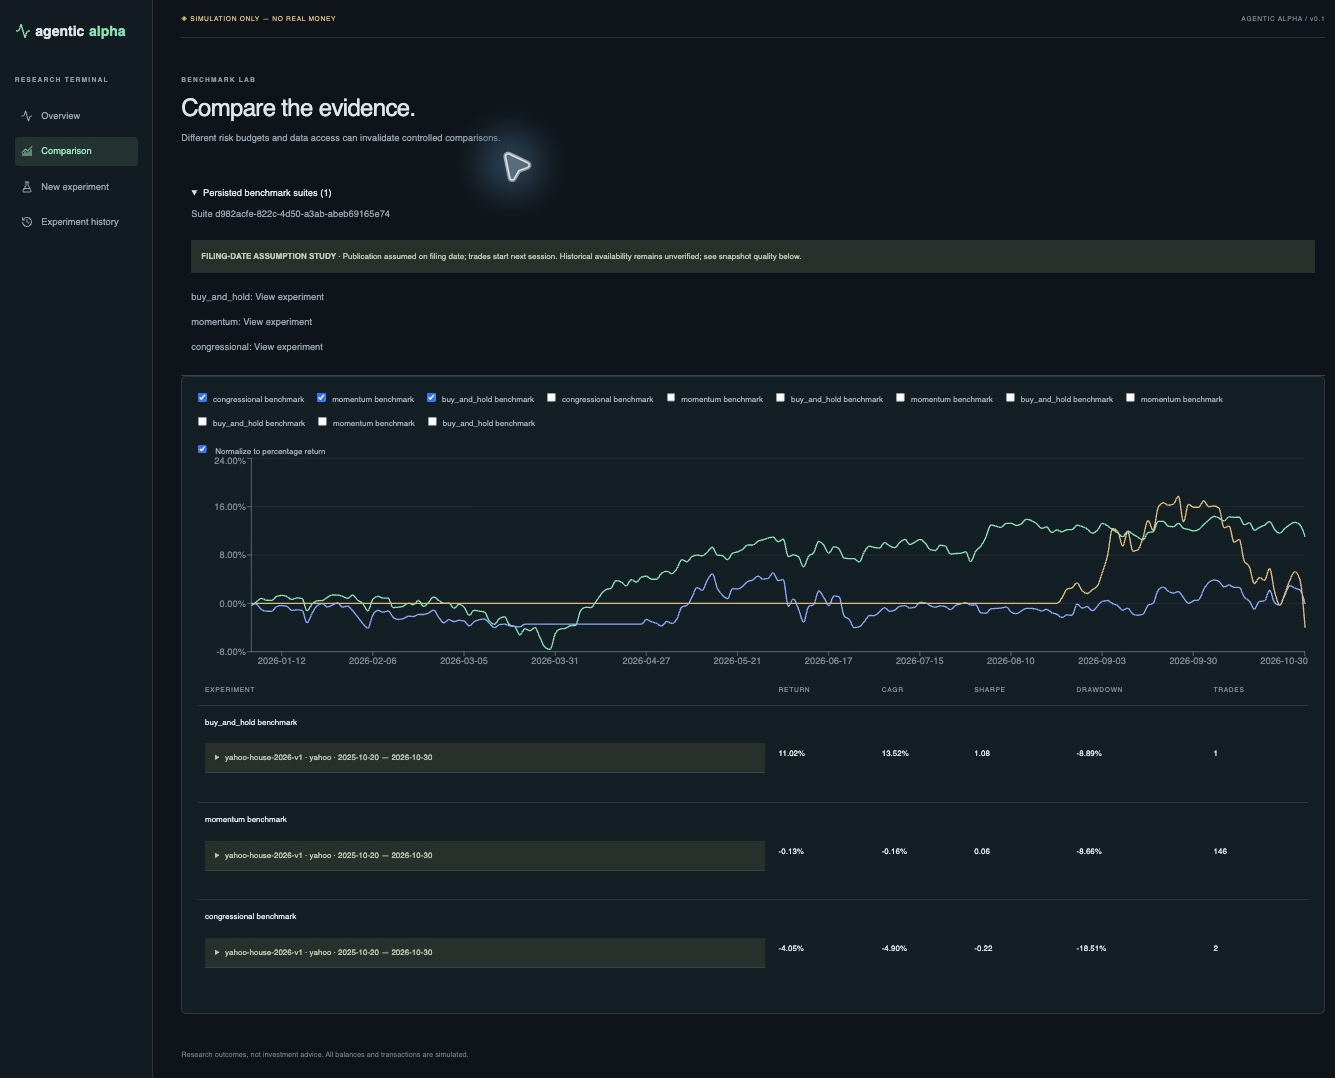 agentic alpha
◈ SIMULATION ONLY — NO REAL MONEY
AGENTIC ALPHA / v0.1
RESEARCH TERMINAL
Overview
Comparison
New experiment
Experiment history
BENCHMARK LAB
Compare the evidence.
Different risk budgets and data access can invalidate controlled comparisons.
▼ Persisted benchmark suites (1)
Suite d982acfe-822c-4d50-a3ab-abeb69165e74
FILING-DATE ASSUMPTION STUDY · Publication assumed on filing date; trades start next session. Historical availability remains unverified; see snapshot quality below.
buy_and_hold: View experiment
momentum: View experiment
congressional: View experiment
congressional benchmark momentum benchmark buy_and_hold benchmark congressional benchmark momentum benchmark buy_and_hold benchmark momentum benchmark buy_and_hold benchmark momentum benchmark
buy_and_hold benchmark momentum benchmark buy_and_hold benchmark
Normalize to percentage return
24.00%
16.00%
8.00%
0.00%
-8.00%
2026-01-12 2026-02-06 2026-03-05 2026-03-31 2026-04-27 2026-05-21 2026-06-17 2026-07-15 2026-08-10 2026-09-03 2026-09-30 2026-10-30
EXPERIMENT RETURN CAGR SHARPE DRAWDOWN TRADES
buy_and_hold benchmark
▶ yahoo-house-2026-v1 · yahoo · 2025-10-20 — 2026-10-30 11.02% 13.52% 1.08 -8.89% 1
momentum benchmark
▶ yahoo-house-2026-v1 · yahoo · 2025-10-20 — 2026-10-30 -0.13% -0.16% 0.06 -8.66% 146
congressional benchmark
▶ yahoo-house-2026-v1 · yahoo · 2025-10-20 — 2026-10-30 -4.05% -4.90% -0.22 -18.51% 2
Research outcomes, not investment advice. All balances and transactions are simulated.